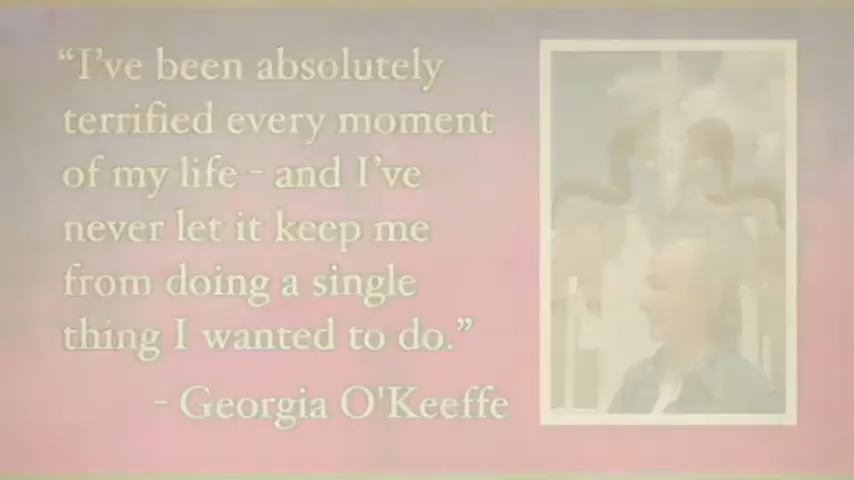 “I’ve been absolutely
terrified every moment
of my life - and I’ve
never let it keep me
from doing a single
thing I wanted to do.”
- Georgia O'Keeffe